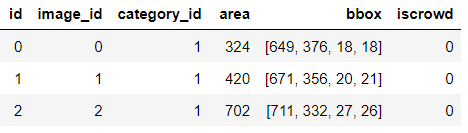 id image_id category_id area bbox iscrowd
0 0 1 324 [649, 376, 18, 18] 0
1 1 1 420 [671, 356, 20, 21] 0
2 2 1 702 [711, 332, 27, 26] 0